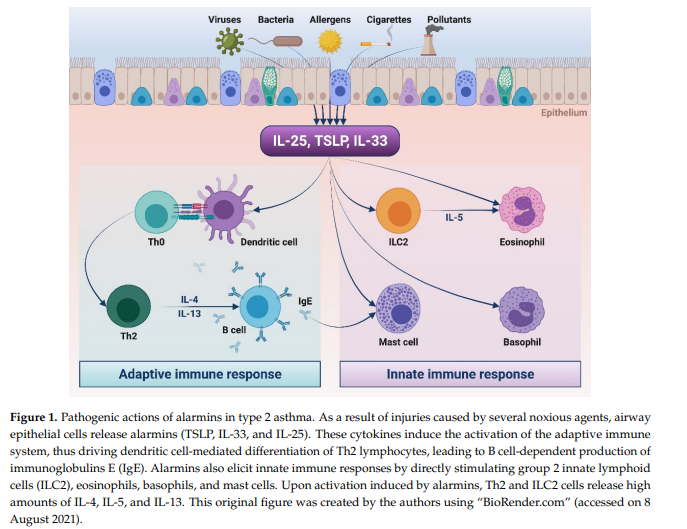 Viruses Bacteria Allergens Cigarettes Pollutants
Epithelium
IL-25, TSLP, IL-33
Th0
Dendritic cell
ILC2
IL-5
Eosinophil
Th2
IL-4
IL-13
B cell
IgE
Mast cell
Basophil
Adaptive immune response
Innate immune response
Figure 1. Pathogenic actions of alarmins in type 2 asthma. As a result of injuries caused by several noxious agents, airway
epithelial cells release alarmins (TSLP, IL-33, and IL-25). These cytokines induce the activation of the adaptive immune
system, thus driving dendritic cell-mediated differentiation of Th2 lymphocytes, leading to B cell-dependent production of
immunoglobulins E (IgE). Alarmins also elicit innate immune responses by directly stimulating group 2 innate lymphoid
cells (ILC2), eosinophils, basophils, and mast cells. Upon activation induced by alarmins, Th2 and ILC2 cells release high
amounts of IL-4, IL-5, and IL-13. This original figure was created by the authors using “BioRender.com” (accessed on 8
August 2021).